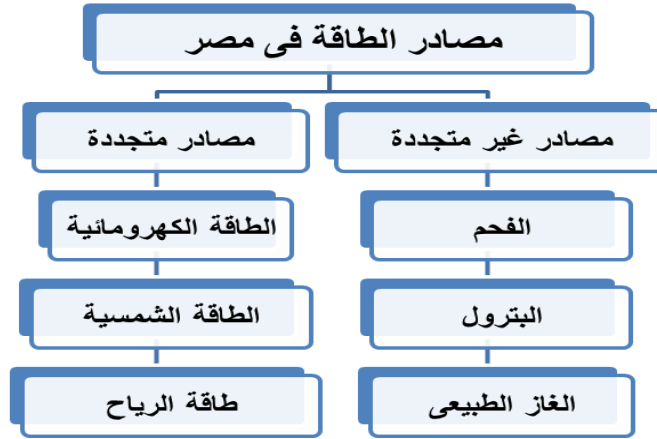 مصادر الطاقة فى مصر
مصادر غير متجددة
مصادر متجددة
الفحم
الطاقة الكهرومائية
البترول
الطاقة الشمسية
الغاز الطبيعى
طاقة الرياح